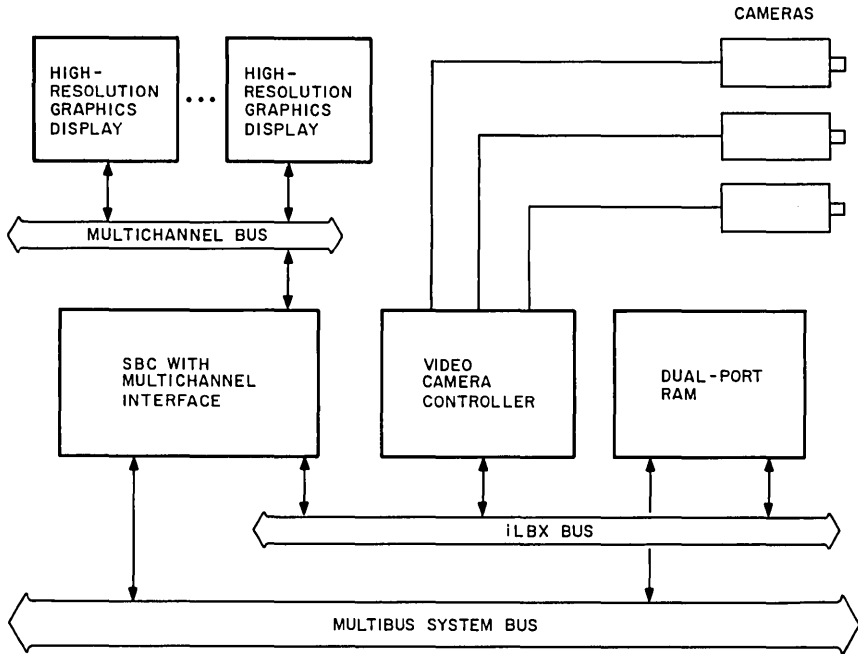 CAMERAS
HIGH-
RESOLUTION
GRAPHICS
DISPLAY
...
HIGH-
RESOLUTION
GRAPHICS
DISPLAY
MULTICHANNEL BUS
SBC WITH
MULTICHANNEL
INTERFACE
VIDEO
CAMERA
CONTROLLER
DUAL-PORT
RAM
iLBX BUS
MULTIBUS SYSTEM BUS